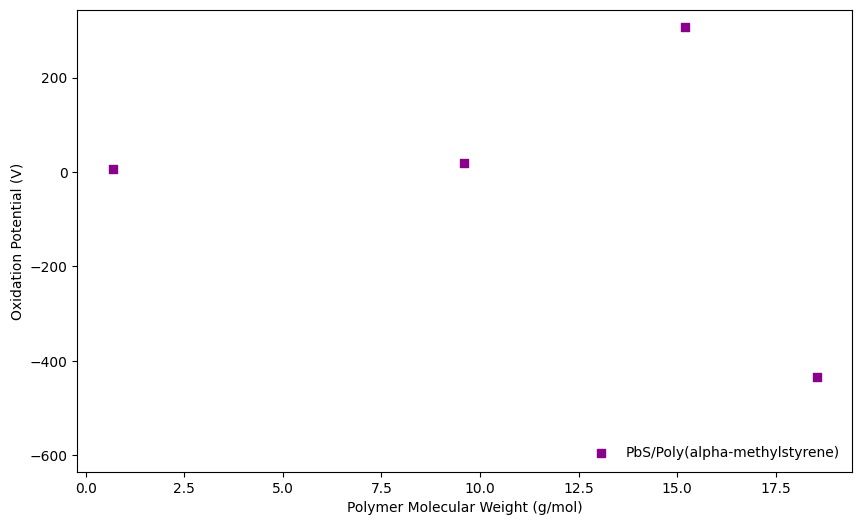 200
0
−200
−400
−600
Oxidation Potential (V)
0.0 2.5 5.0 7.5 10.0 12.5 15.0 17.5
Polymer Molecular Weight (g/mol)
PbS/Poly(alpha-methylstyrene)